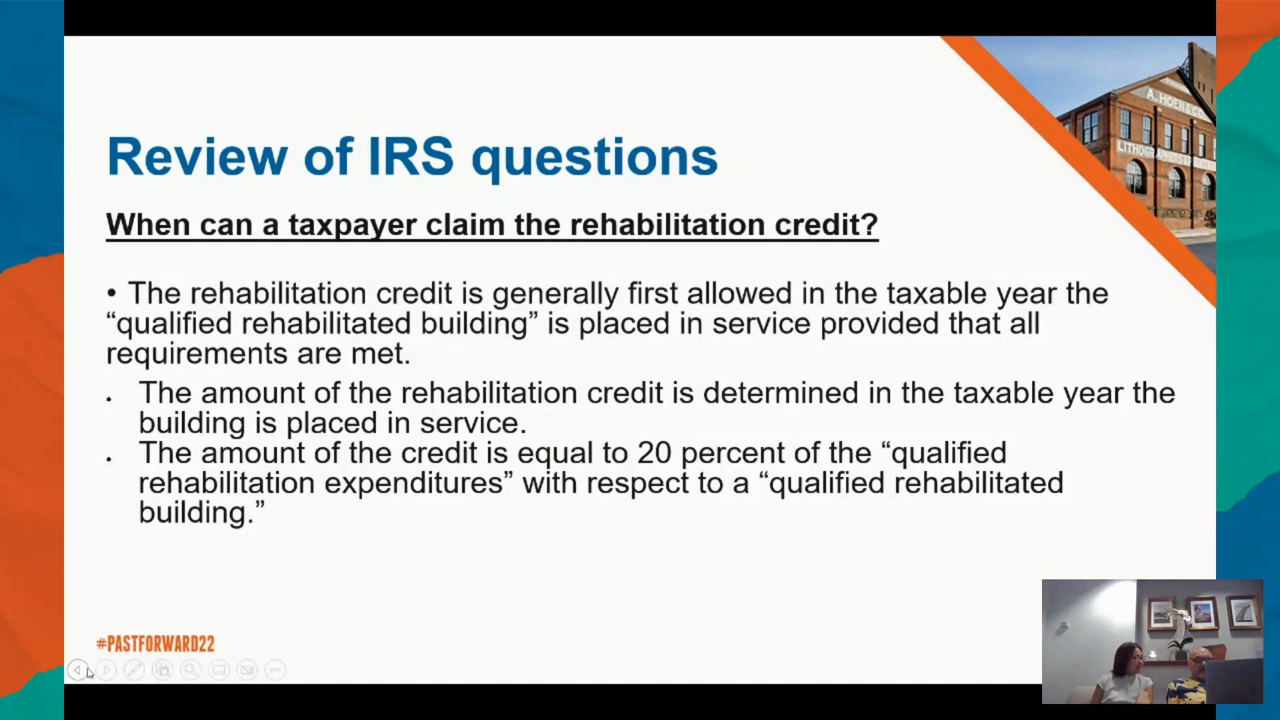 A. HOEN & CO
Review of IRS questions
When can a taxpayer claim the rehabilitation credit?
• The rehabilitation credit is generally first allowed in the taxable year the
“qualified rehabilitated building” is placed in service provided that all
requirements are met.
• The amount of the rehabilitation credit is determined in the taxable year the
building is placed in service.
• The amount of the credit is equal to 20 percent of the “qualified
rehabilitation expenditures” with respect to a “qualified rehabilitated
building.”
#PASTFORWARD22